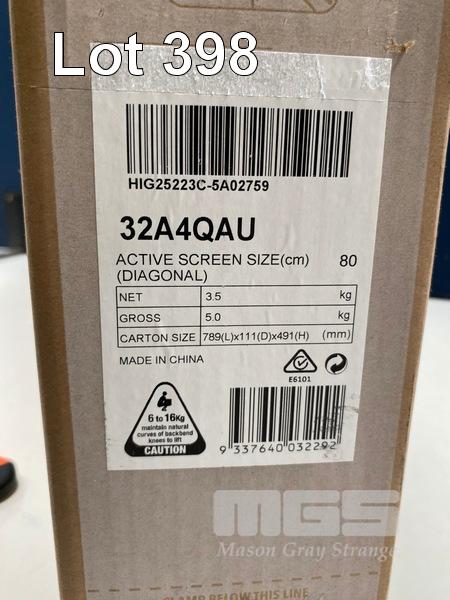 Lot 398
HIG25223C-5A02759
32A4QAU
ACTIVE SCREEN SIZE(cm) 80
(DIAGONAL)
NET 3.5 kg
GROSS 5.0 kg
CARTON SIZE 789(L)x111(D)x491(H) (mm)
MADE IN CHINA
E6101
6 to 16Kg
maintain natural
curves of backbend
knees to lift
CAUTION
9 337640 032292
MGS
Mason Gray Strange
CLAMP BELOW THIS LINE